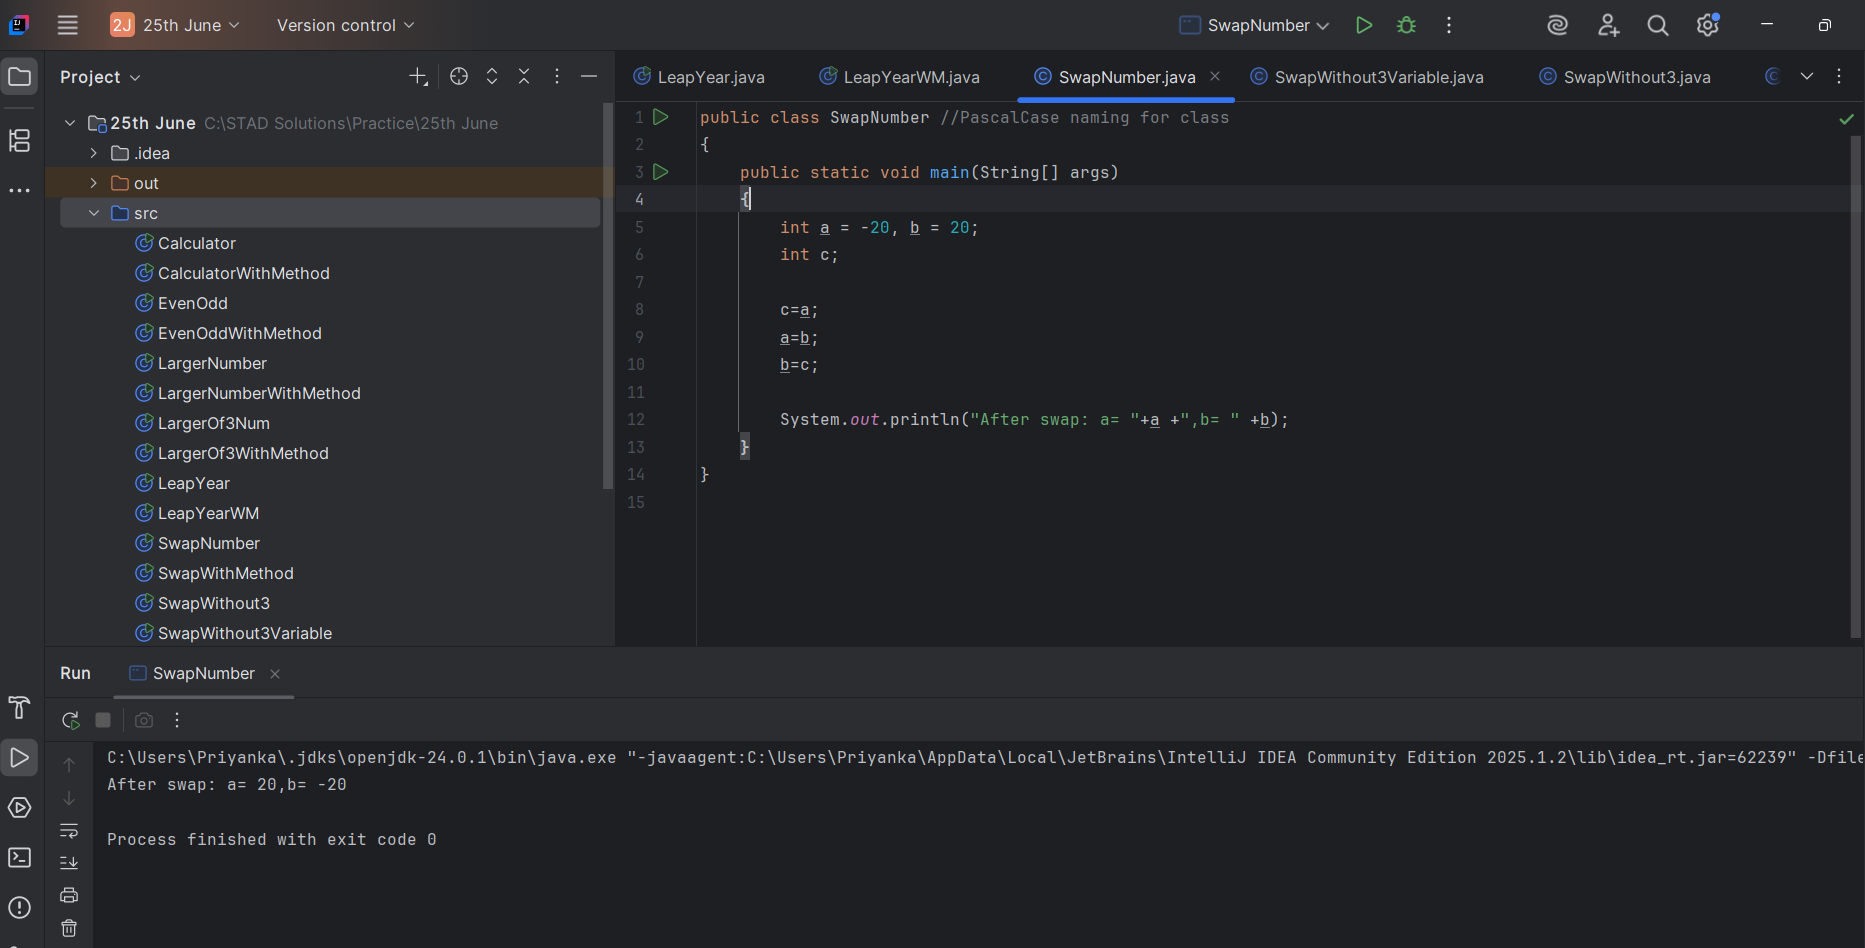 2J 25th June Version control SwapNumber
Project
LeapYear.java LeapYearWM.java SwapNumber.java SwapWithout3Variable.java SwapWithout3.java
25th June C:\STAD Solutions\Practice\25th June
.idea
out
src
Calculator
CalculatorWithMethod
EvenOdd
EvenOddWithMethod
LargerNumber
LargerNumberWithMethod
LargerOf3Num
LargerOf3WithMethod
LeapYear
LeapYearWM
SwapNumber
SwapWithMethod
SwapWithout3
SwapWithout3Variable
1 public class SwapNumber //PascalCase naming for class
2 {
3 public static void main(String[] args)
4 {
5 int a = -20, b = 20;
6 int c;
7
8 c=a;
9 a=b;
10 b=c;
11
12 System.out.println("After swap: a= "+a +",b= " +b);
13 }
14 }
15
Run SwapNumber
C:\Users\Priyanka\.jdks\openjdk-24.0.1\bin\java.exe "-javaagent:C:\Users\Priyanka\AppData\Local\JetBrains\IntelliJ IDEA Community Edition 2025.1.2\lib\idea_rt.jar=62239" -Dfile
After swap: a= 20,b= -20
Process finished with exit code 0